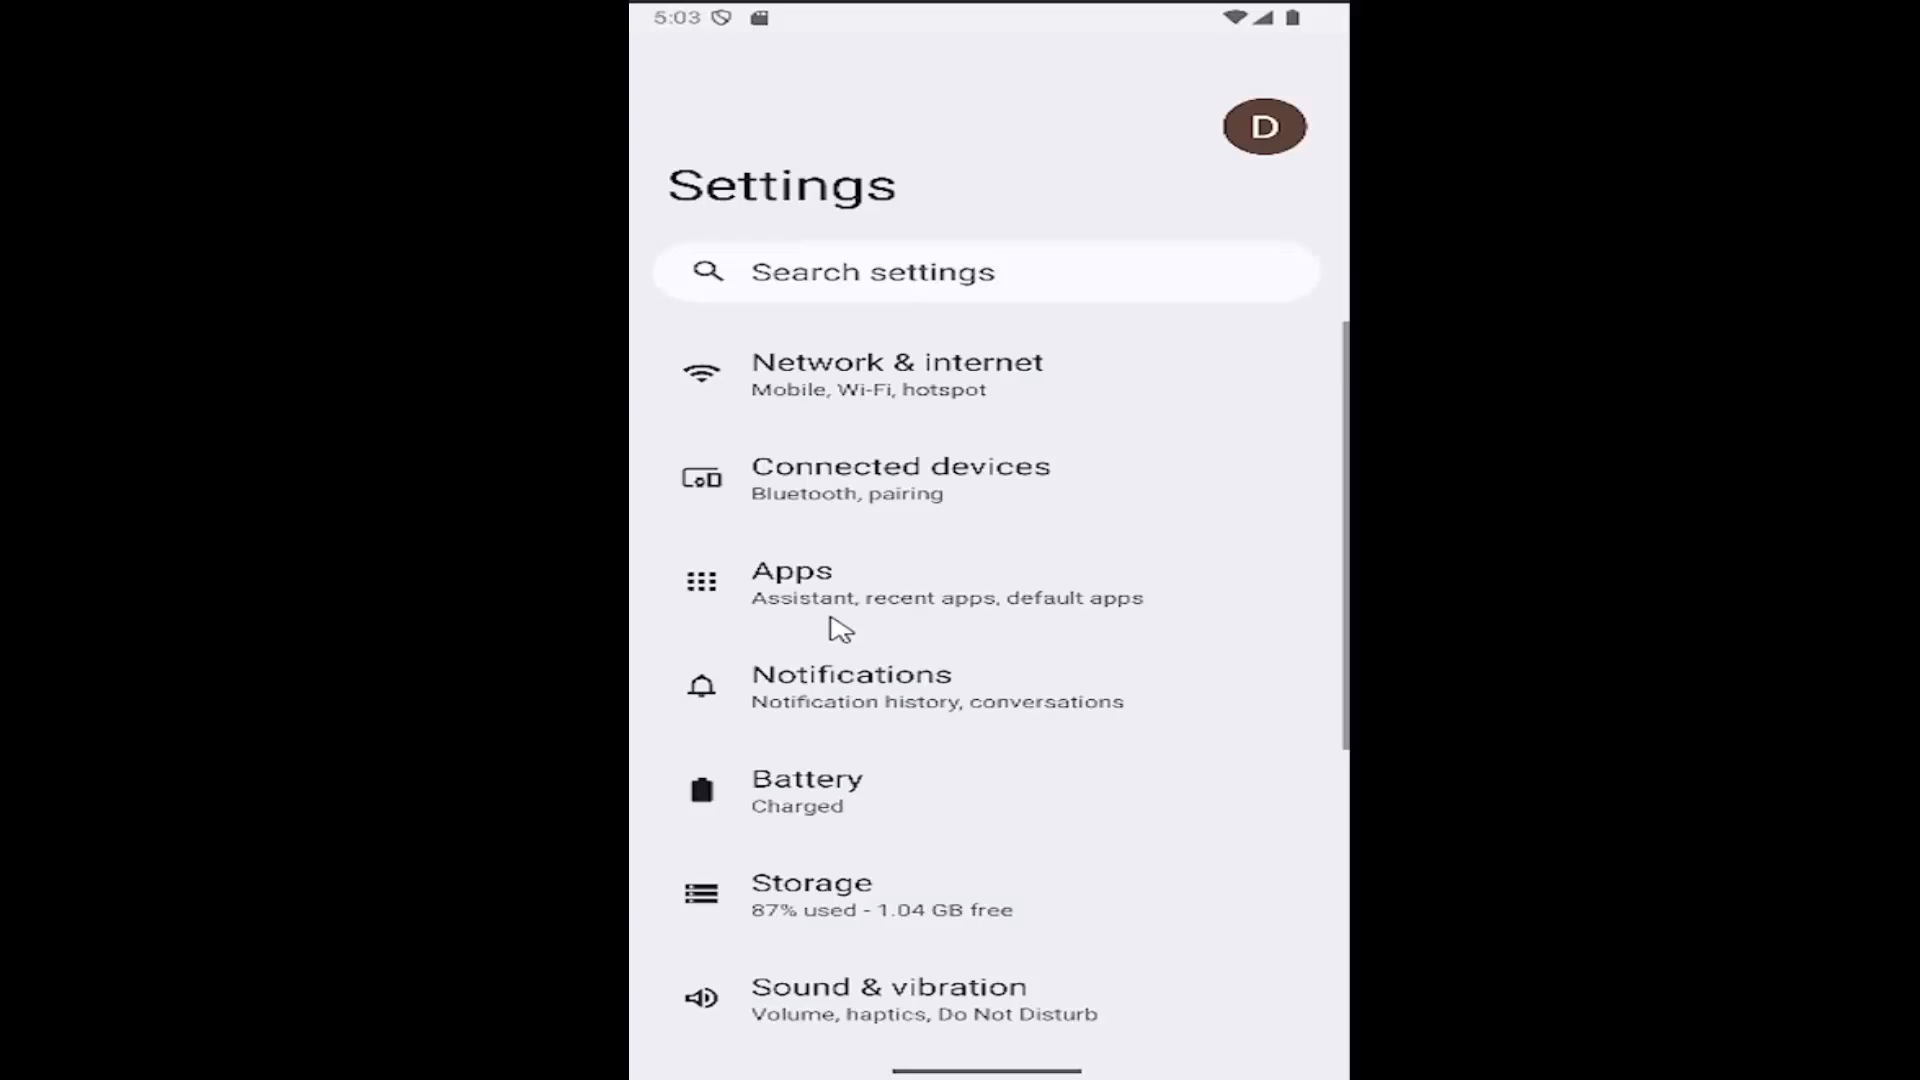 5:03
D
Settings
Search settings
Network & internet
Mobile, Wi-Fi, hotspot
Connected devices
Bluetooth, pairing
Apps
Assistant, recent apps, default apps
Notifications
Notification history, conversations
Battery
Charged
Storage
87% used - 1.04 GB free
Sound & vibration
Volume, haptics, Do Not Disturb